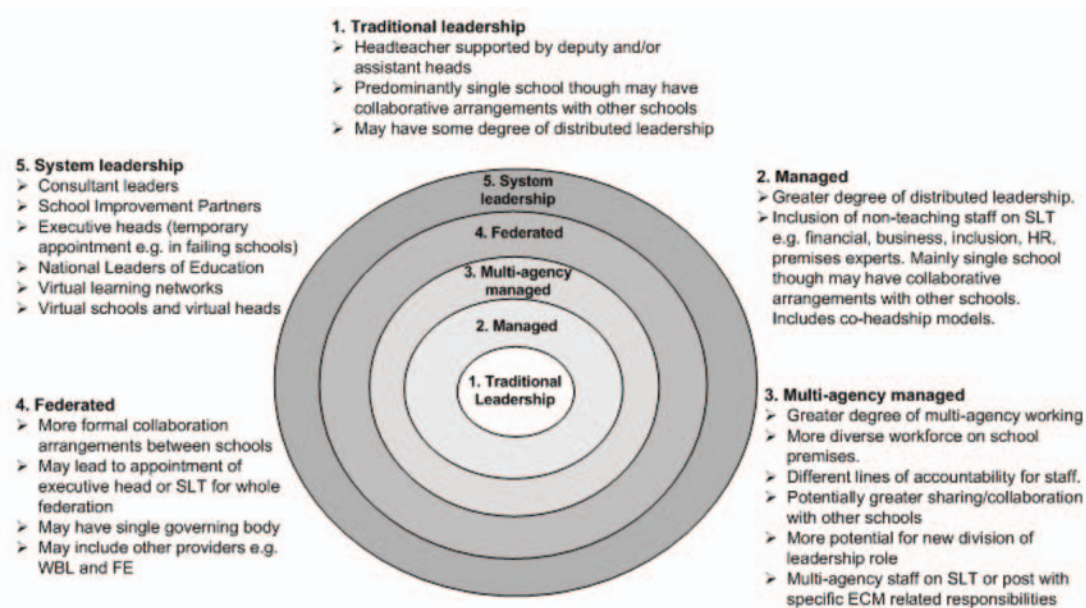 1. Traditional leadership
➢ Headteacher supported by deputy and/or
assistant heads
➢ Predominantly single school though may have
collaborative arrangements with other schools
➢ May have some degree of distributed leadership
5. System leadership
➢ Consultant leaders
➢ School Improvement Partners
➢ Executive heads (temporary
appointment e.g. in failing schools)
➢ National Leaders of Education
➢ Virtual learning networks
➢ Virtual schools and virtual heads
2. Managed
➢ Greater degree of distributed leadership.
➢ Inclusion of non-teaching staff on SLT
e.g. financial, business, inclusion, HR,
premises experts. Mainly single school
though may have collaborative
arrangements with other schools.
Includes co-headship models.
5. System
leadership
4. Federated
3. Multi-agency
managed
2. Managed
1. Traditional
Leadership
4. Federated
➢ More formal collaboration
arrangements between schools
➢ May lead to appointment of
executive head or SLT for whole
federation
➢ May have single governing body
➢ May include other providers e.g.
WBL and FE
3. Multi-agency managed
➢ Greater degree of multi-agency working
➢ More diverse workforce on school
premises.
➢ Different lines of accountability for staff.
➢ Potentially greater sharing/collaboration
with other schools
➢ More potential for new division of
leadership role
➢ Multi-agency staff on SLT or post with
specific ECM related responsibilities